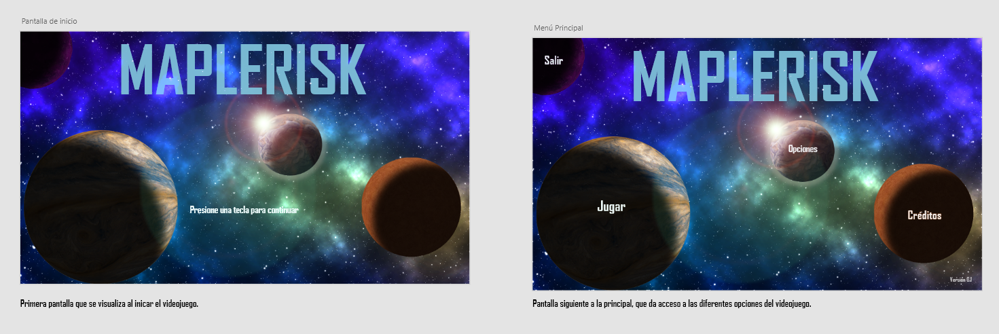 Pantalla de inicio
MAPLERISK
Presione una tecla para continuar
Primera pantalla que se visualiza al inicar el videojuego.
Menú Principal
Salir
MAPLERISK
Opciones
Jugar
Créditos
Versión 0.1
Pantalla siguiente a la principal, que da acceso a las diferentes opciones del videojuego.